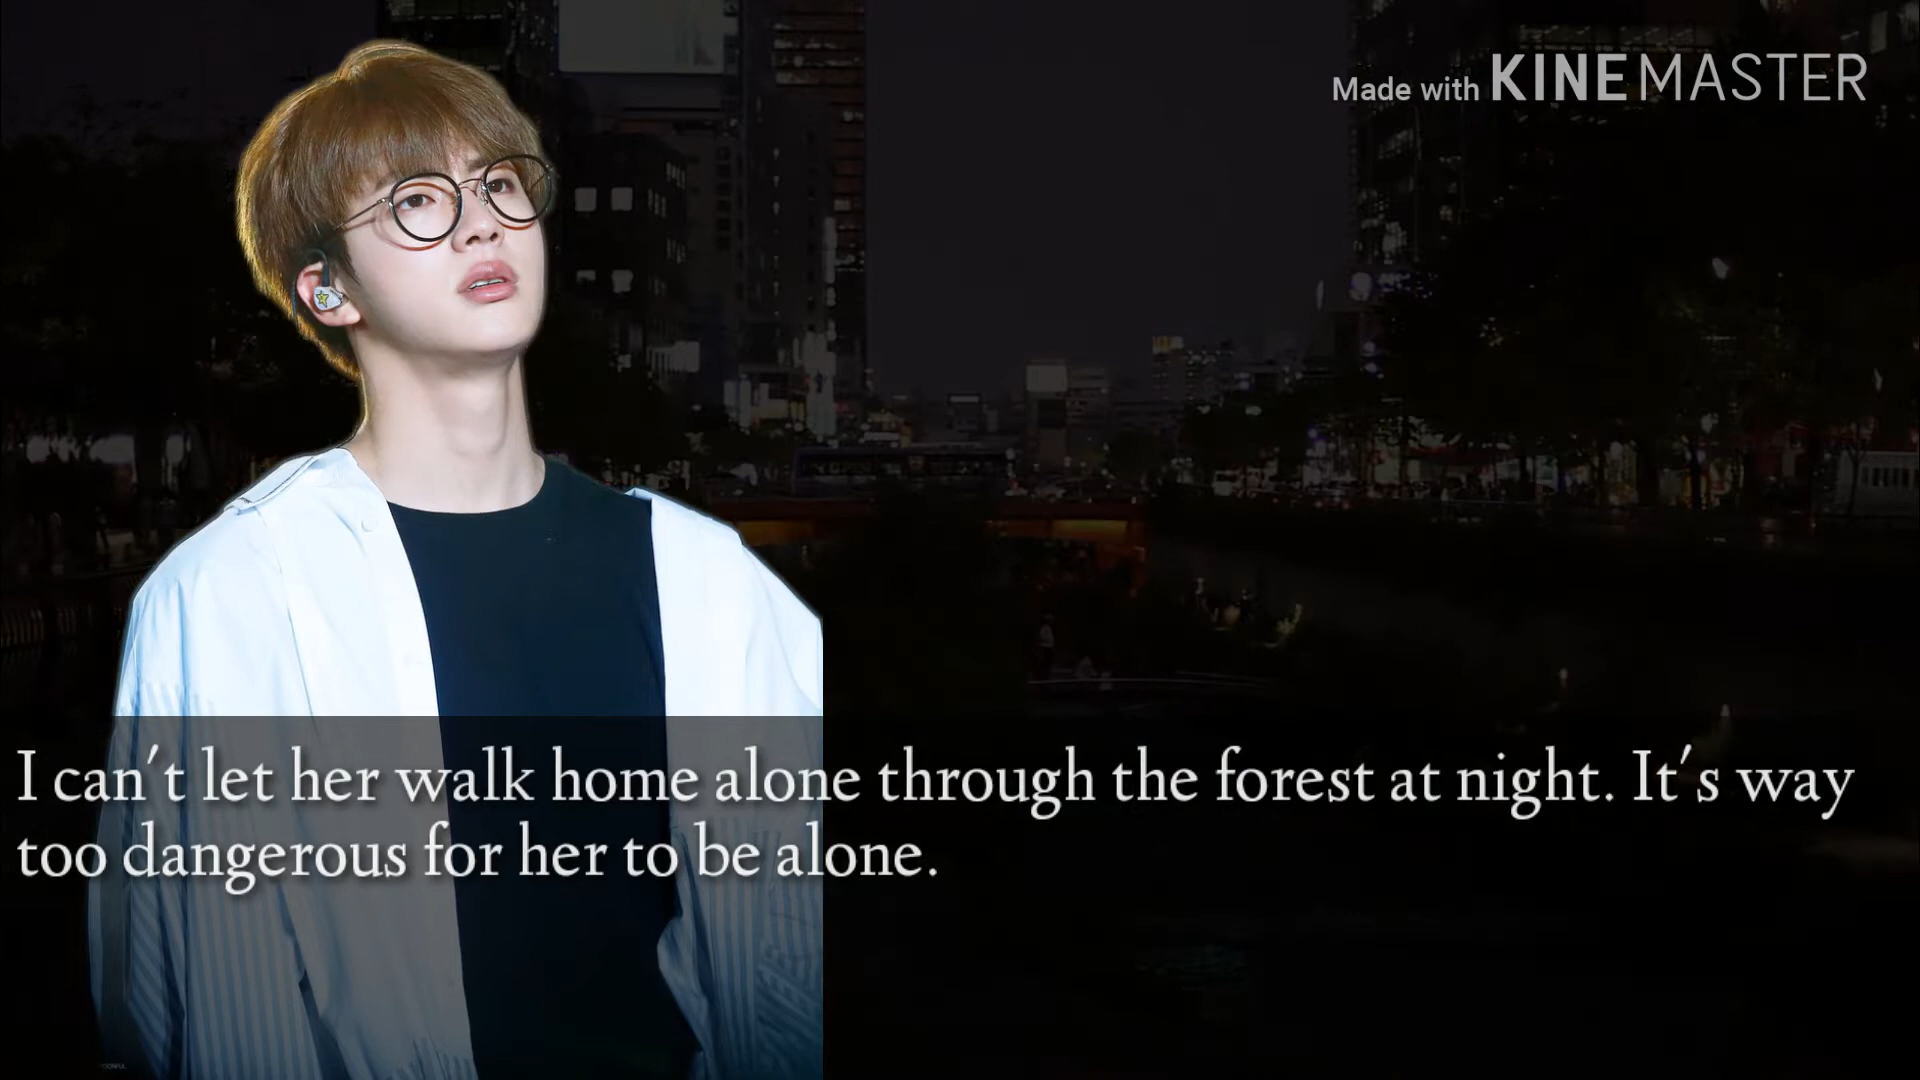 Made with KINEMASTER
I can't let her walk home alone through the forest at night. It's way
too dangerous for her to be alone.